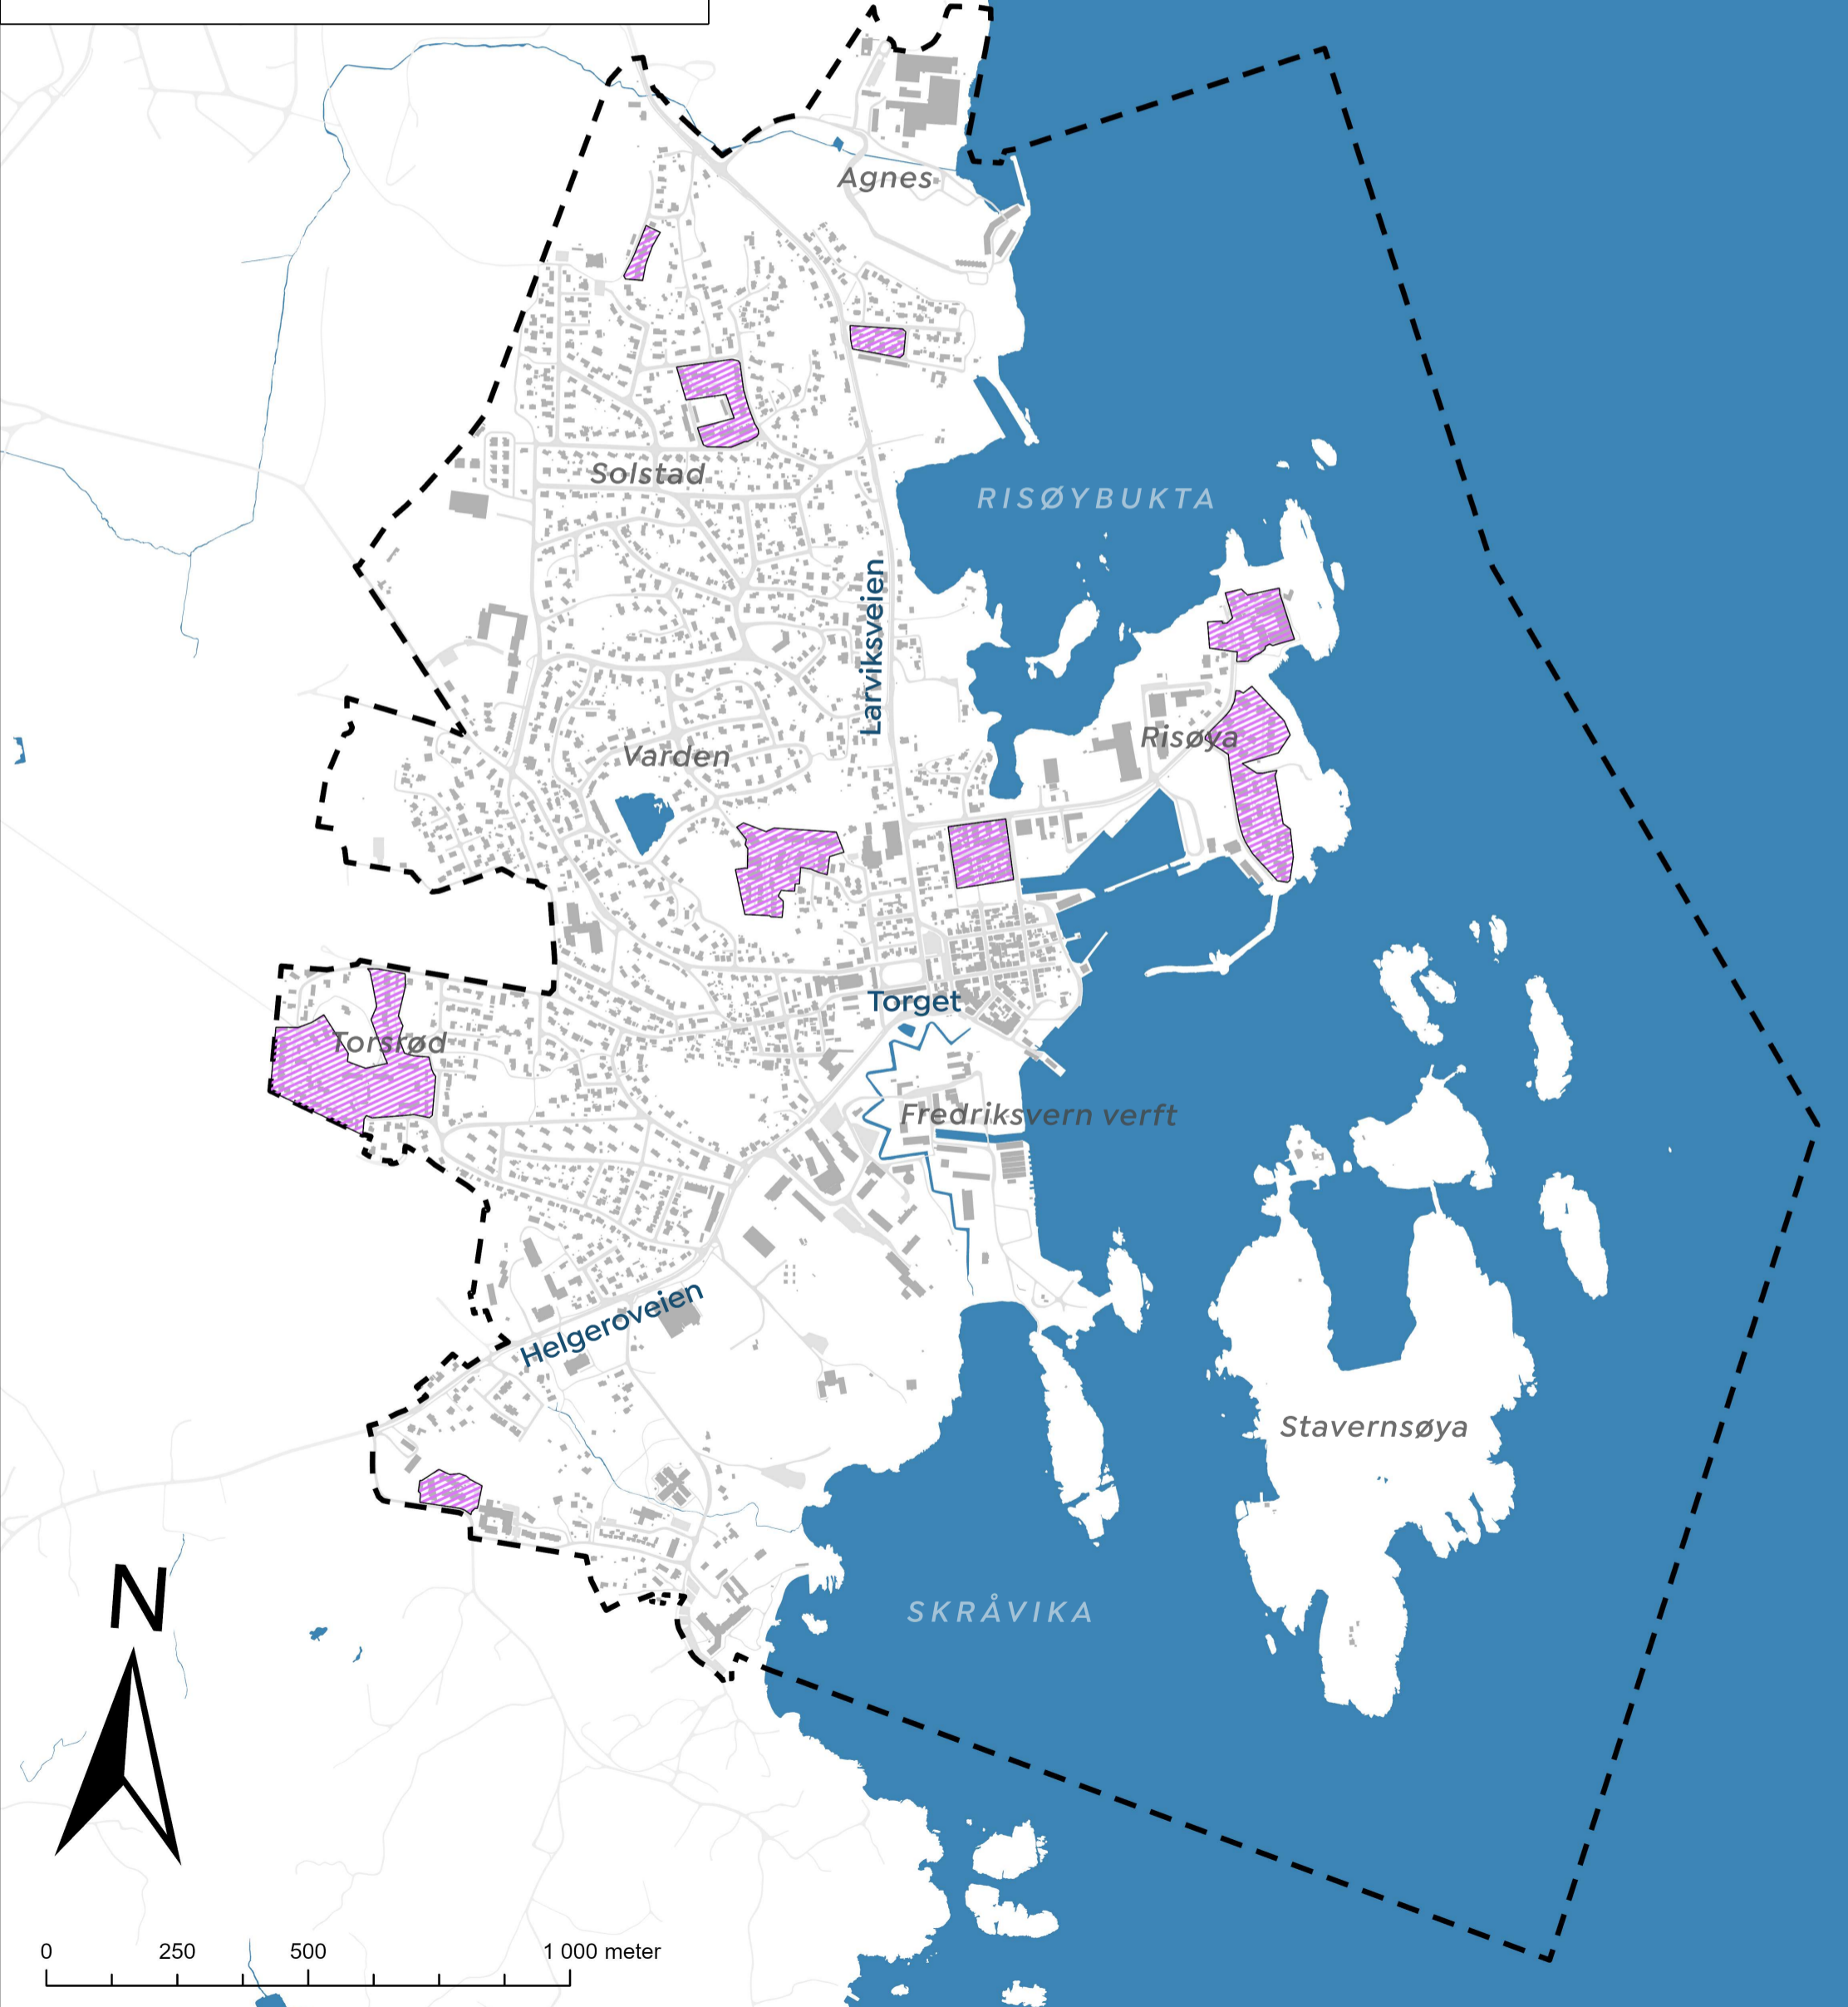 Agnes
Solstad
RISØYBUKTA
Larviksveien
Risøya
Varden
Torget
Torskød
Fredriksvern verft
Helgeroveien
Stavernsøya
N
SKRÅVIKA
0 250 500 1 000 meter